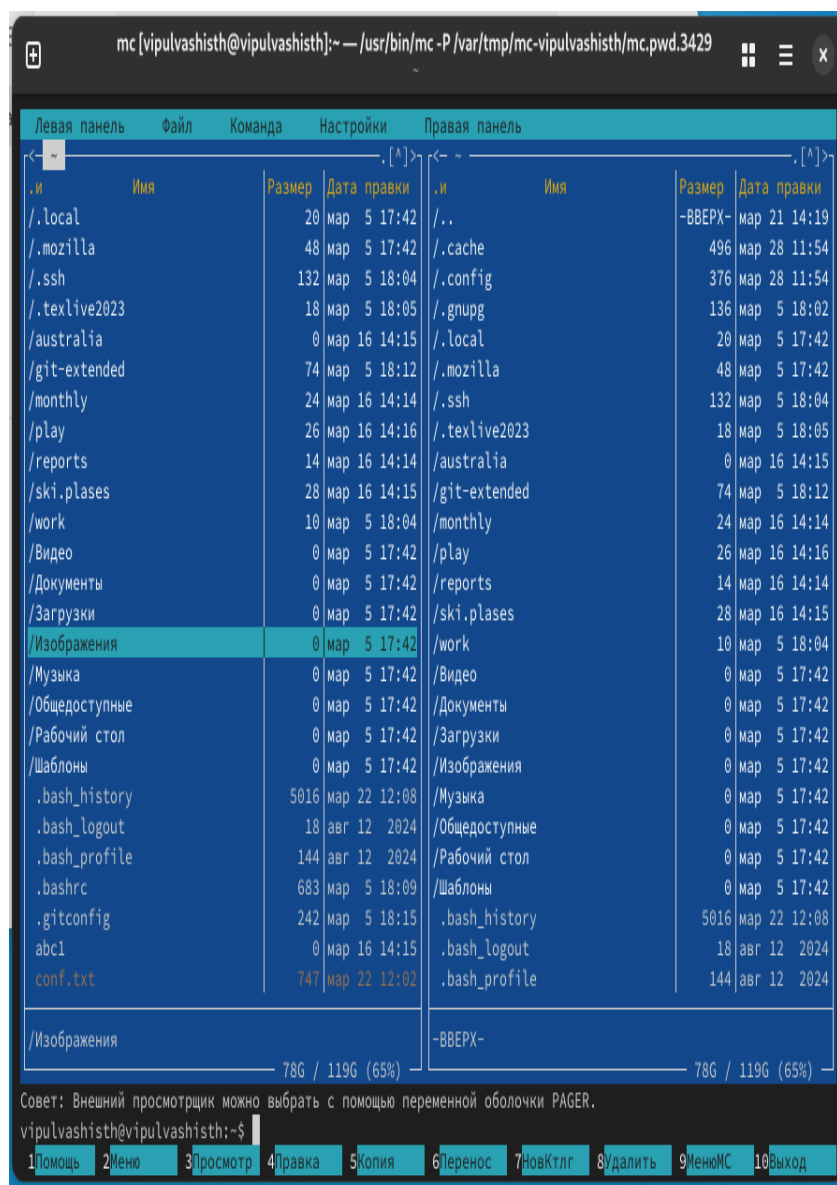 mc [vipulvashisth@vipulvashisth]:~ — /usr/bin/mc -P /var/tmp/mc-vipulvashisth/mc.pwd.3429
~
Левая панель Файл Команда Настройки Правая панель
<- ~ .[^]> <- ~ .[^]>
.и Имя Размер Дата правки .и Имя Размер Дата правки
/.local 20 мар 5 17:42 /.. -ВВЕРХ- мар 21 14:19
/.mozilla 48 мар 5 17:42 /.cache 496 мар 28 11:54
/.ssh 132 мар 5 18:04 /.config 376 мар 28 11:54
/.texlive2023 18 мар 5 18:05 /.gnupg 136 мар 5 18:02
/australia 0 мар 16 14:15 /.local 20 мар 5 17:42
/git-extended 74 мар 5 18:12 /.mozilla 48 мар 5 17:42
/monthly 24 мар 16 14:14 /.ssh 132 мар 5 18:04
/play 26 мар 16 14:16 /.texlive2023 18 мар 5 18:05
/reports 14 мар 16 14:14 /australia 0 мар 16 14:15
/ski.plases 28 мар 16 14:15 /git-extended 74 мар 5 18:12
/work 10 мар 5 18:04 /monthly 24 мар 16 14:14
/Видео 0 мар 5 17:42 /play 26 мар 16 14:16
/Документы 0 мар 5 17:42 /reports 14 мар 16 14:14
/Загрузки 0 мар 5 17:42 /ski.plases 28 мар 16 14:15
/Изображения 0 мар 5 17:42 /work 10 мар 5 18:04
/Музыка 0 мар 5 17:42 /Видео 0 мар 5 17:42
/Общедоступные 0 мар 5 17:42 /Документы 0 мар 5 17:42
/Рабочий стол 0 мар 5 17:42 /Загрузки 0 мар 5 17:42
/Шаблоны 0 мар 5 17:42 /Изображения 0 мар 5 17:42
.bash_history 5016 мар 22 12:08 /Музыка 0 мар 5 17:42
.bash_logout 18 авг 12 2024 /Общедоступные 0 мар 5 17:42
.bash_profile 144 авг 12 2024 /Рабочий стол 0 мар 5 17:42
.bashrc 683 мар 5 18:09 /Шаблоны 0 мар 5 17:42
.gitconfig 242 мар 5 18:15 .bash_history 5016 мар 22 12:08
abc1 0 мар 16 14:15 .bash_logout 18 авг 12 2024
conf.txt 747 мар 22 12:02 .bash_profile 144 авг 12 2024
/Изображения -ВВЕРХ-
78G / 119G (65%) 78G / 119G (65%)
Совет: Внешний просмотрщик можно выбрать с помощью переменной оболочки PAGER.
vipulvashisth@vipulvashisth:~$
1Помощь 2Меню 3Просмотр 4Правка 5Копия 6Перенос 7НовКтлг 8Удалить 9МенюМС 10Выход